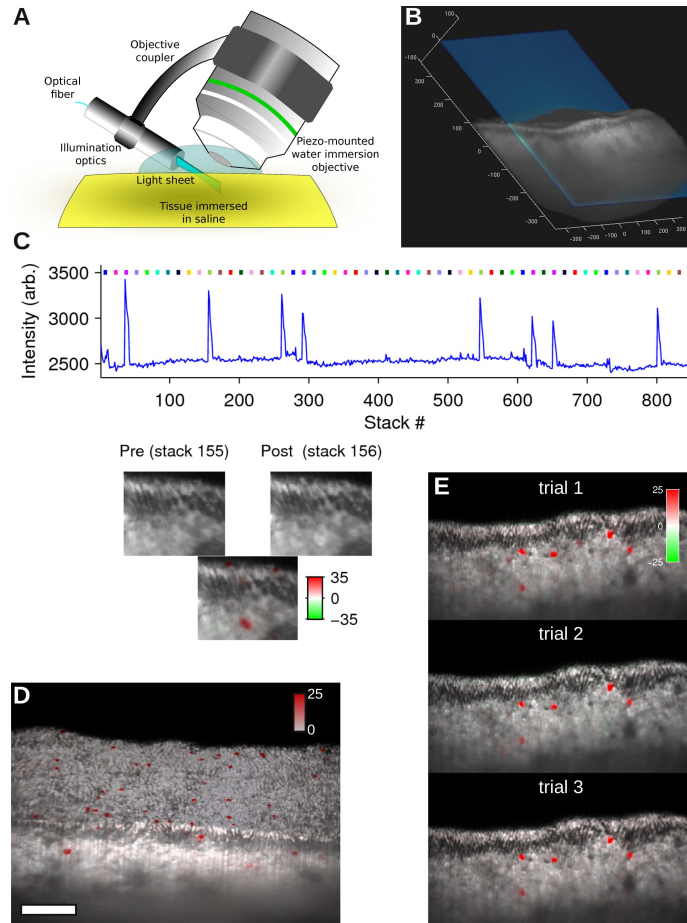 A
Objective
coupler
Optical
fiber
Illumination
optics
Piezo-mounted
water immersion
objective
Light sheet
Tissue immersed
in saline
B
100
0
-100
300
200
100
0
-100
-200
-300
-300
-200
-100
0
100
200
300
C
Intensity (arb.)
3500
3000
2500
100
200
300
400
500
600
700
800
Stack #
Pre (stack 155)
Post (stack 156)
35
0
−35
D
25
0
E
trial 1
25
0
−25
trial 2
trial 3